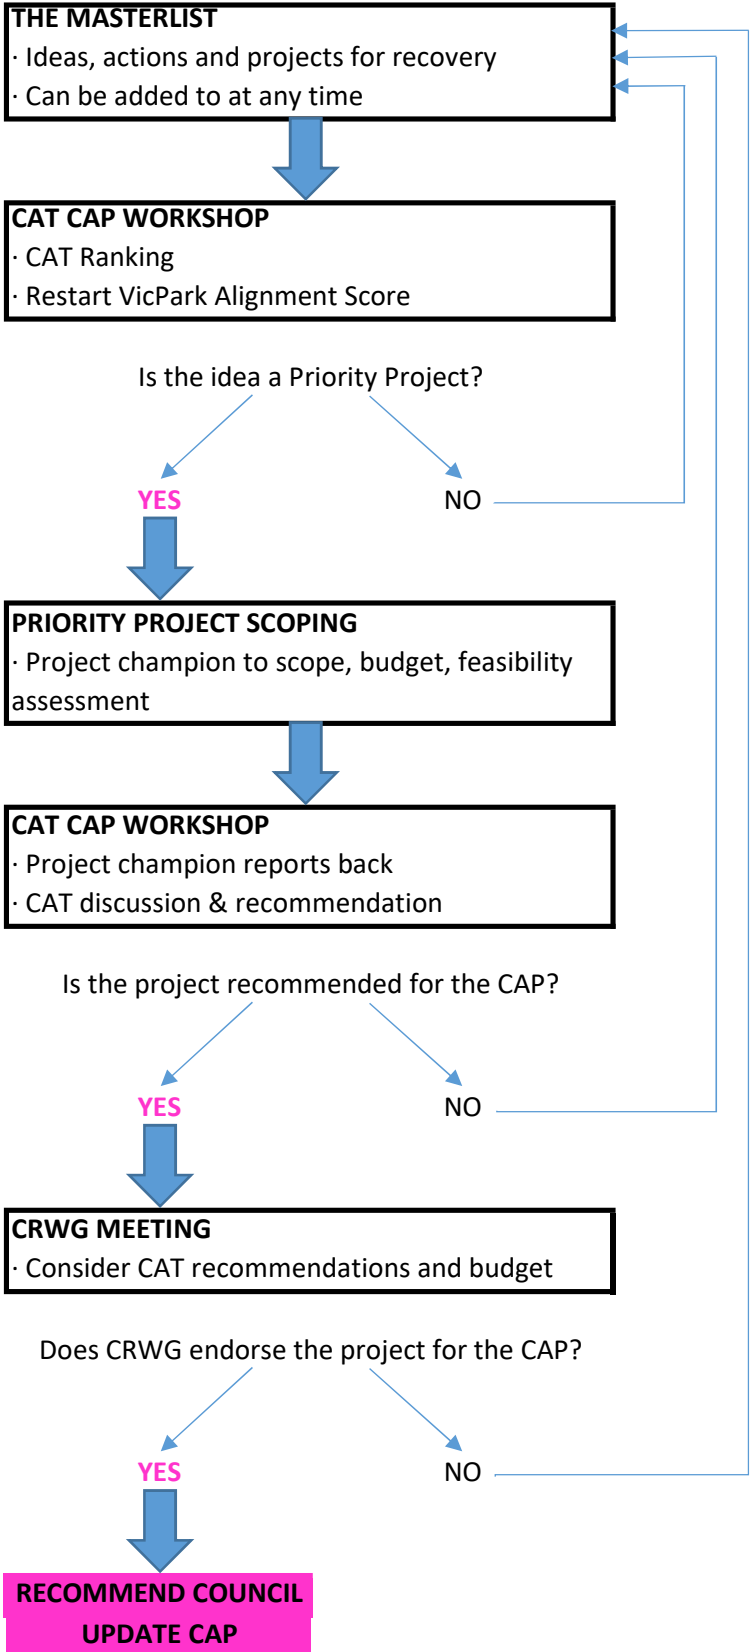 THE MASTERLIST
· Ideas, actions and projects for recovery
· Can be added to at any time
CAT CAP WORKSHOP
· CAT Ranking
· Restart VicPark Alignment Score
Is the idea a Priority Project?
YES
NO
PRIORITY PROJECT SCOPING
· Project champion to scope, budget, feasibility
assessment
CAT CAP WORKSHOP
· Project champion reports back
· CAT discussion & recommendation
Is the project recommended for the CAP?
YES
NO
CRWG MEETING
· Consider CAT recommendations and budget
Does CRWG endorse the project for the CAP?
YES
NO
RECOMMEND COUNCIL
UPDATE CAP